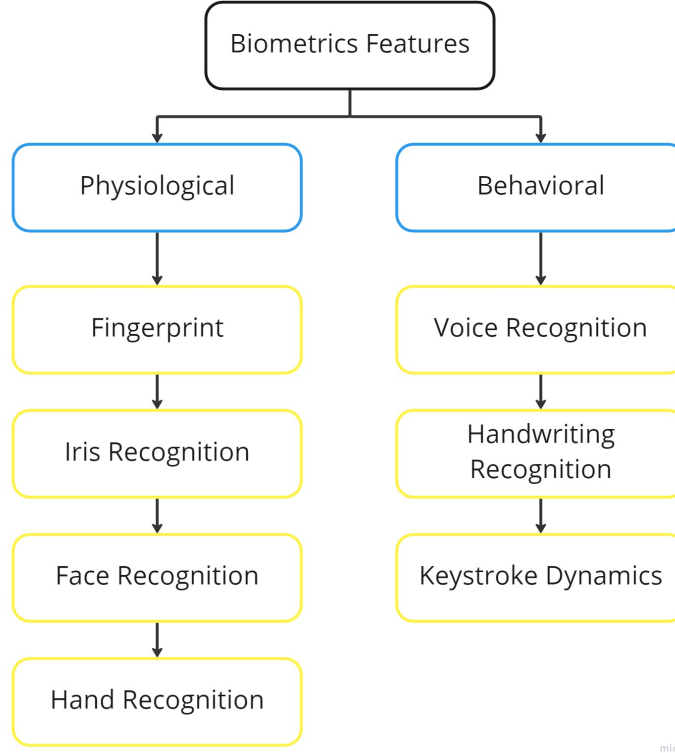 Biometrics Features
Physiological
Behavioral
Fingerprint
Voice Recognition
Iris Recognition
Handwriting
Recognition
Face Recognition
Keystroke Dynamics
Hand Recognition